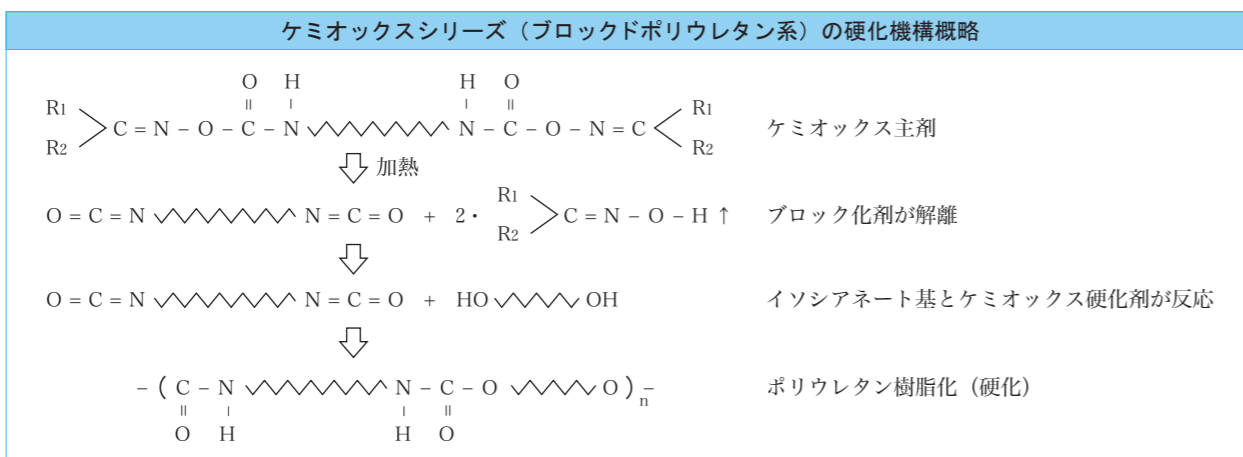 ケミオックスシリーズ（ブロックドポリウレタン系）の硬化機構概略
O H H O
R1 ∥ ｜ ｜ ∥ R1
C = N − O − C − N N − C − O − N = C ケミオックス主剤
R2 R2
加熱
R1
O = C = N N = C = O + 2・ C = N − O − H ↑ ブロック化剤が解離
R2
O = C = N N = C = O + HO OH イソシアネート基とケミオックス硬化剤が反応
− ( C − N N − C − O O )n − ポリウレタン樹脂化（硬化）
∥ ｜ ｜ ∥
O H H O